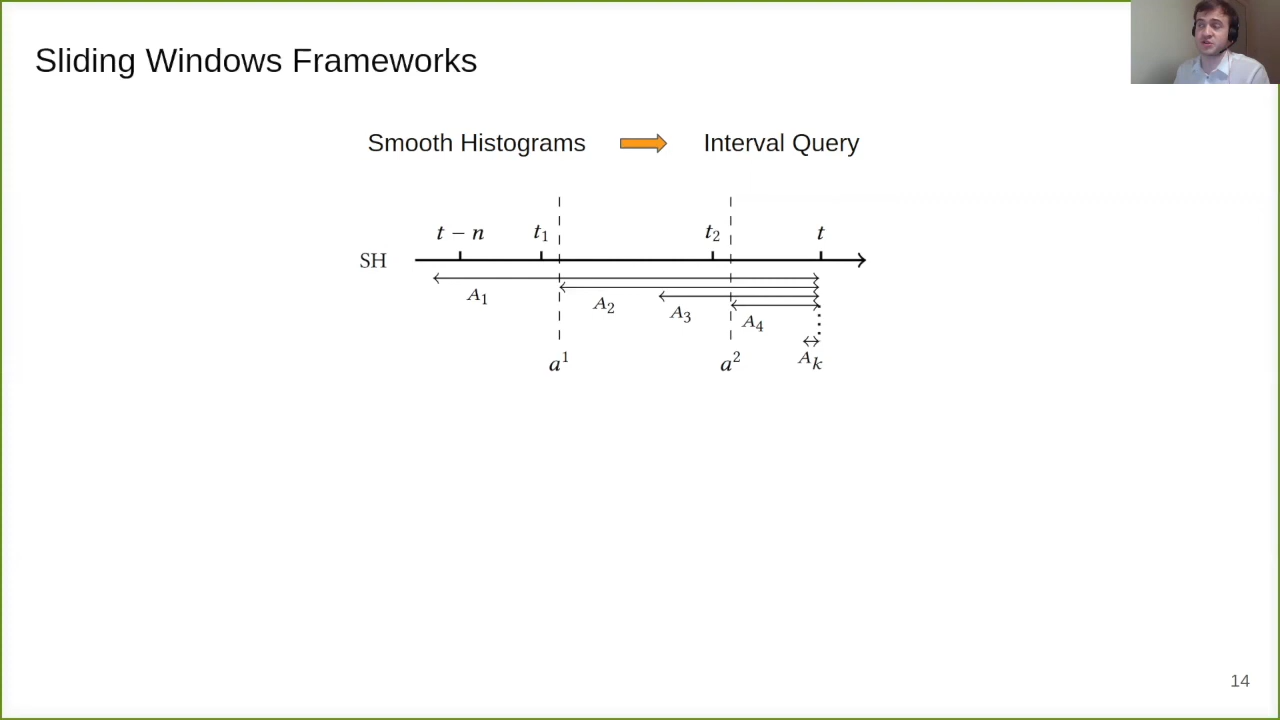 Sliding Windows Frameworks
Smooth Histograms Interval Query
t − n t₁ t₂ t
SH
A₁ A₂ A₃ A₄
a¹ a² Aₖ
14